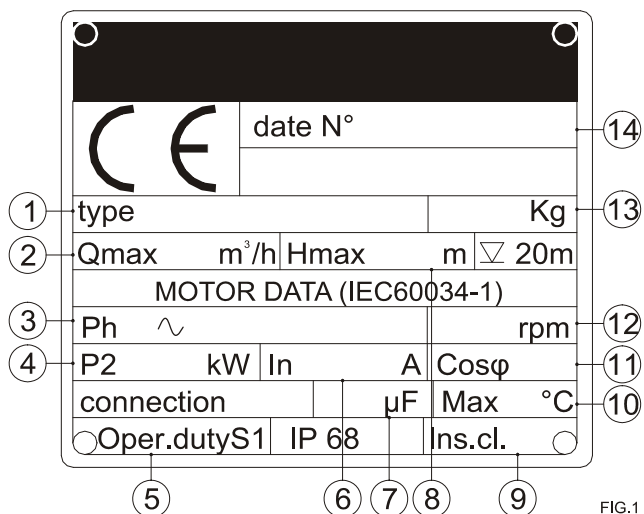 CE
date N°
14
1
type
Kg
13
2
Qmax m³/h Hmax m 20m
MOTOR DATA (IEC60034-1)
3
Ph
rpm
12
4
P2 kW In A Cosφ
11
connection µF Max °C
10
Oper.dutyS1 IP 68 Ins.cl.
5
6
7
8
9
FIG.1